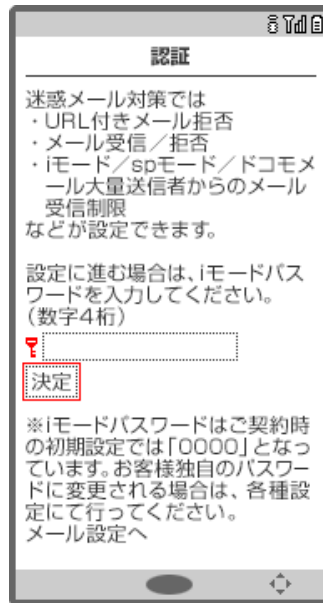 認証
迷惑メール対策では
・URL付きメール拒否
・メール受信／拒否
・iモード／spモード／ドコモメ
ール大量送信者からのメール
受信制限
などが設定できます。
設定に進む場合は、iモードパス
ワードを入力してください。
（数字4桁）
決定
※iモードパスワードはご契約時
の初期設定では「0000」となっ
ています。お客様独自のパスワー
ドに変更される場合は、各種設
定にて行ってください。
メール設定へ